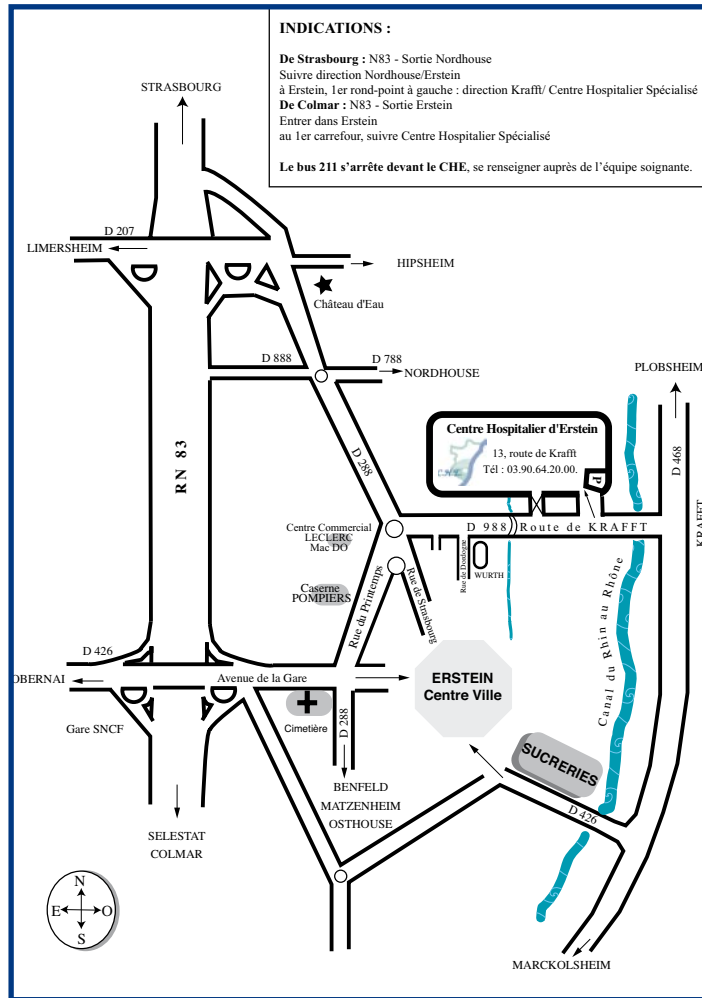 INDICATIONS :
De Strasbourg : N83 - Sortie Nordhouse
Suivre direction Nordhouse/Erstein
à Erstein, 1er rond-point à gauche : direction Krafft/ Centre Hospitalier Spécialisé
De Colmar : N83 - Sortie Erstein
Entrer dans Erstein
au 1er carrefour, suivre Centre Hospitalier Spécialisé
Le bus 211 s'arrête devant le CHE, se renseigner auprès de l'équipe soignante.
STRASBOURG
D 207
LIMERSHEIM
HIPSHEIM
Château d'Eau
D 888
D 788
NORDHOUSE
PLOBSHEIM
RN 83
D 288
D 468
KRAFFT
Centre Hospitalier d'Erstein
13, route de Krafft
Tél : 03.90.64.20.00.
P
Centre Commercial
LECLERC
Mac DO
D 988 Route de KRAFFT
Rue de Dordogne
WURTH
Caserne
POMPIERS
Rue du Printemps
Rue de Strasbourg
Canal du Rhin au Rhône
D 426
OBERNAI
Avenue de la Gare
ERSTEIN
Centre Ville
Gare SNCF
Cimetière
D 288
SUCRERIES
BENFELD
MATZENHEIM
OSTHOUSE
D 426
SELESTAT
COLMAR
N
E
O
S
MARCKOLSHEIM